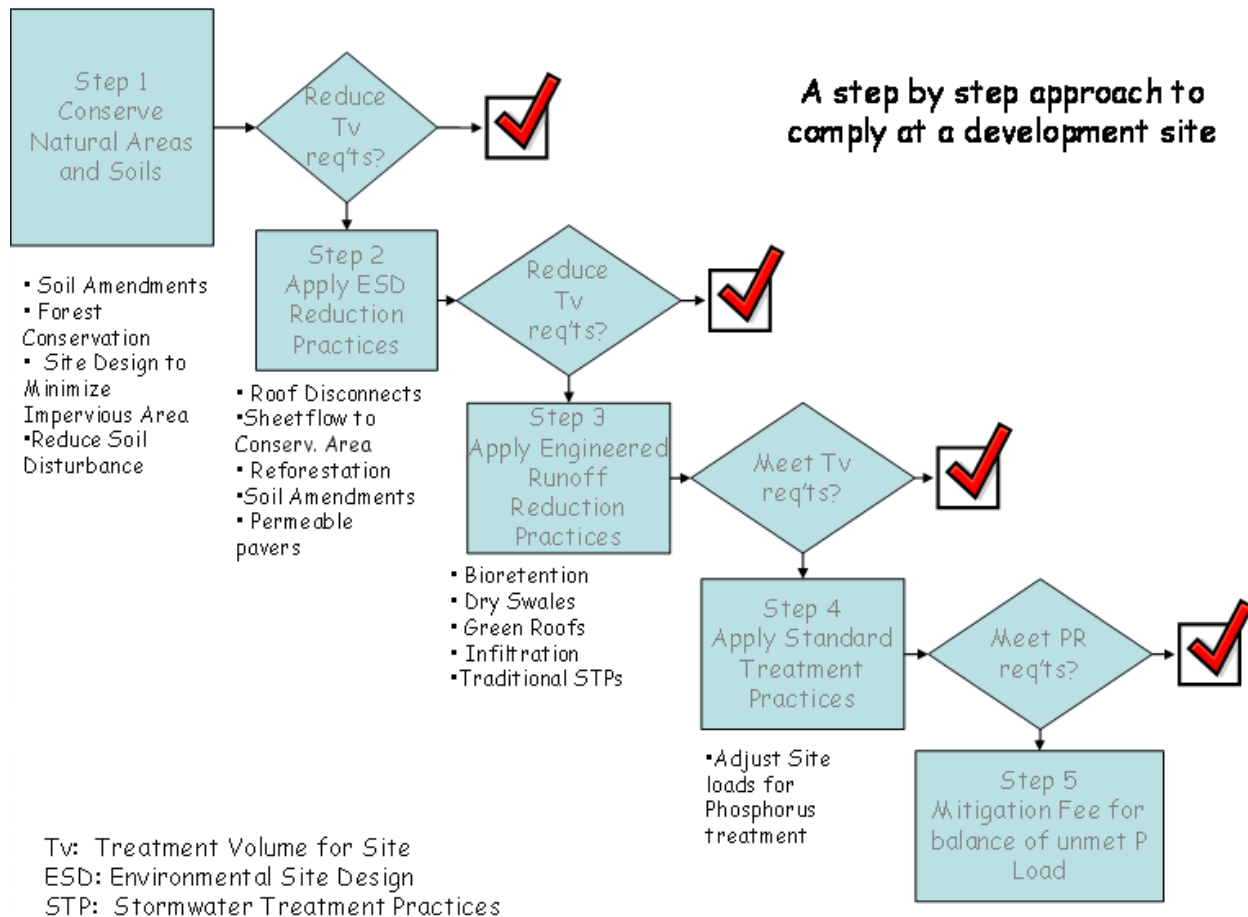 A step by step approach to
comply at a development site
Step 1
Conserve
Natural Areas
and Soils
▪ Soil Amendments
▪ Forest
Conservation
▪ Site Design to
Minimize
Impervious Area
▪Reduce Soil
Disturbance
Reduce
Tv
req'ts?
Step 2
Apply ESD
Reduction
Practices
▪ Roof Disconnects
▪Sheetflow to
Conserv. Area
▪ Reforestation
▪Soil Amendments
▪ Permeable
pavers
Reduce
Tv
req'ts?
Step 3
Apply Engineered
Runoff
Reduction
Practices
▪ Bioretention
▪ Dry Swales
▪ Green Roofs
▪ Infiltration
▪Traditional STPs
Meet Tv
req'ts?
Step 4
Apply Standard
Treatment
Practices
▪Adjust Site
loads for
Phosphorus
treatment
Meet PR
req'ts?
Step 5
Mitigation Fee for
balance of unmet P
Load
Tv: Treatment Volume for Site
ESD: Environmental Site Design
STP: Stormwater Treatment Practices